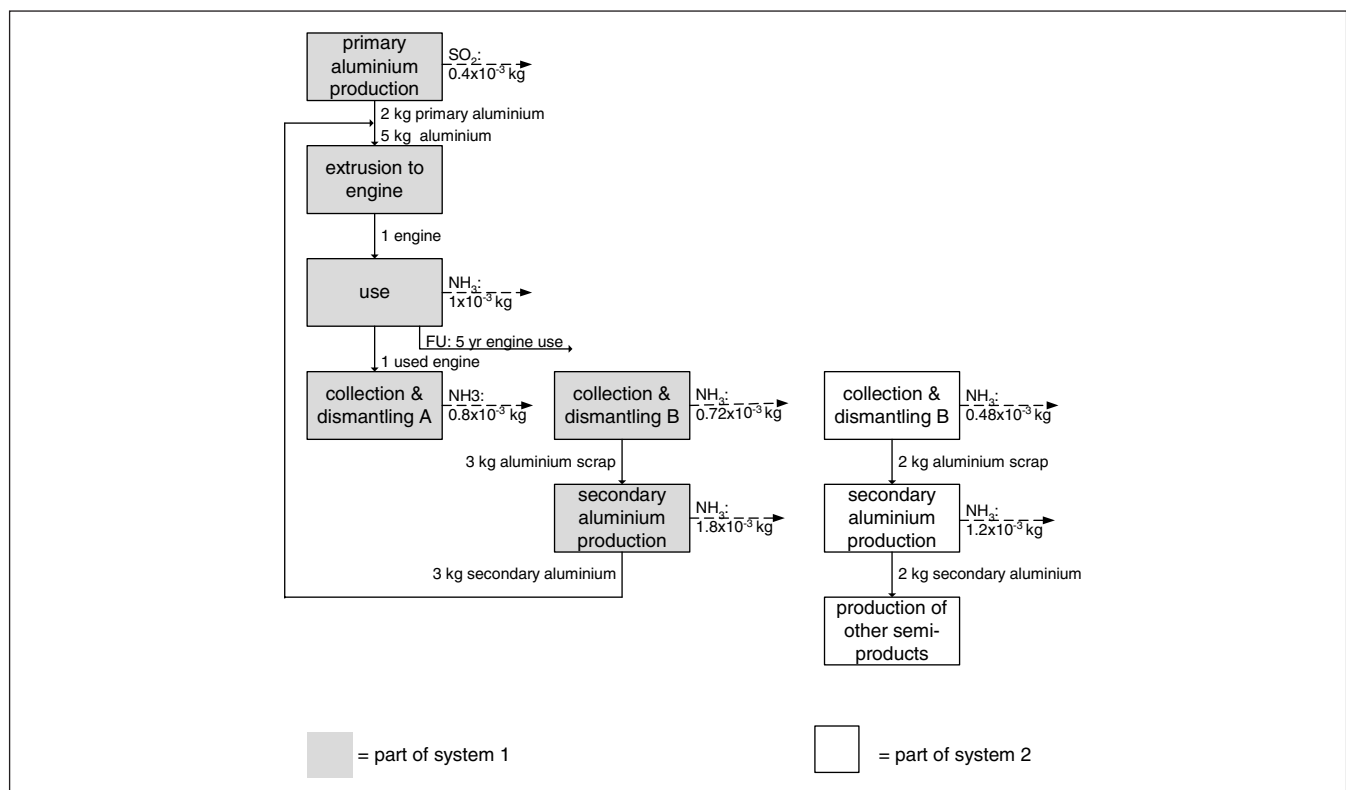 primary
aluminium
production
SO₂:
0.4x10⁻³ kg
2 kg primary aluminium
5 kg aluminium
extrusion to
engine
1 engine
use
NH₃:
1x10⁻³ kg
FU: 5 yr engine use
1 used engine
collection &
dismantling A
NH3:
0.8x10⁻³ kg
collection &
dismantling B
NH₃:
0.72x10⁻³ kg
collection &
dismantling B
NH₃:
0.48x10⁻³ kg
3 kg aluminium scrap
2 kg aluminium scrap
secondary
aluminium
production
NH₃:
1.8x10⁻³ kg
secondary
aluminium
production
NH₃:
1.2x10⁻³ kg
3 kg secondary aluminium
2 kg secondary aluminium
production of
other semi-
products
= part of system 1
= part of system 2